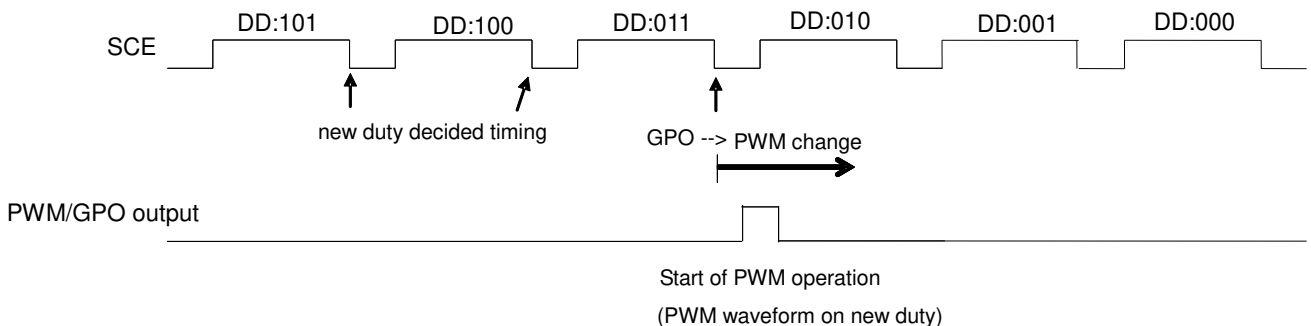 DD:101 DD:100 DD:011 DD:010 DD:001 DD:000
SCE
new duty decided timing
GPO --> PWM change
PWM/GPO output
Start of PWM operation
(PWM waveform on new duty)